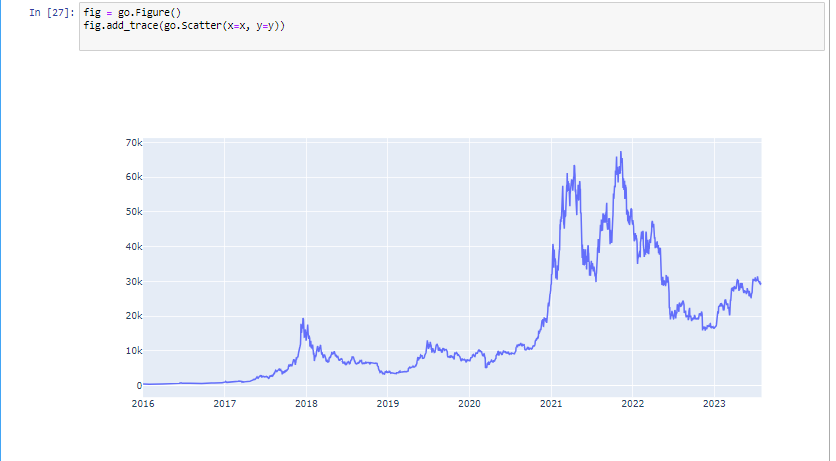 In [27]: fig = go.Figure()
fig.add_trace(go.Scatter(x=x, y=y))
70k
60k
50k
40k
30k
20k
10k
0
2016 2017 2018 2019 2020 2021 2022 2023